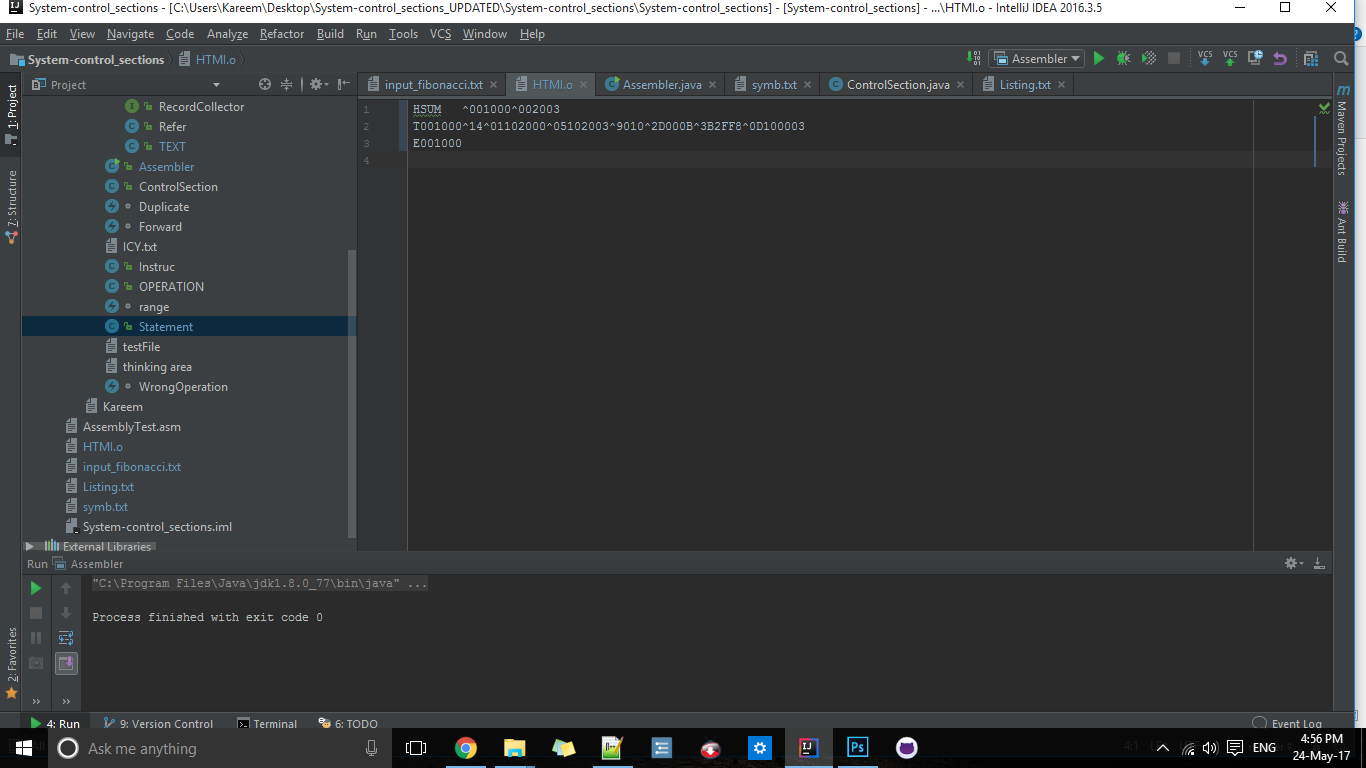 System-control_sections - [C:\Users\Kareem\Desktop\System-control_sections_UPDATED\System-control_sections\System-control_sections] - [System-control_sections] - ...\HTMl.o - IntelliJ IDEA 2016.3.5
File Edit View Navigate Code Analyze Refactor Build Run Tools VCS Window Help
System-control_sections HTMl.o Assembler VCS VCS
Project
input_fibonacci.txt HTMl.o Assembler.java symb.txt ControlSection.java Listing.txt
1: Project
7: Structure
2: Favorites
RecordCollector
Refer
TEXT
Assembler
ControlSection
Duplicate
Forward
ICY.txt
Instruc
OPERATION
range
Statement
testFile
thinking area
WrongOperation
Kareem
AssemblyTest.asm
HTMl.o
input_fibonacci.txt
Listing.txt
symb.txt
System-control_sections.iml
External Libraries
1 HSUM   ^001000^002003
2 T001000^14^01102000^05102003^9010^2D000B^3B2FF8^0D100003
3 E001000
4
Maven Projects
Ant Build
Run Assembler
"C:\Program Files\Java\jdk1.8.0_77\bin\java" ...
Process finished with exit code 0
4: Run 9: Version Control Terminal 6: TODO Event Log
Ask me anything
ENG
4:56 PM
24-May-17